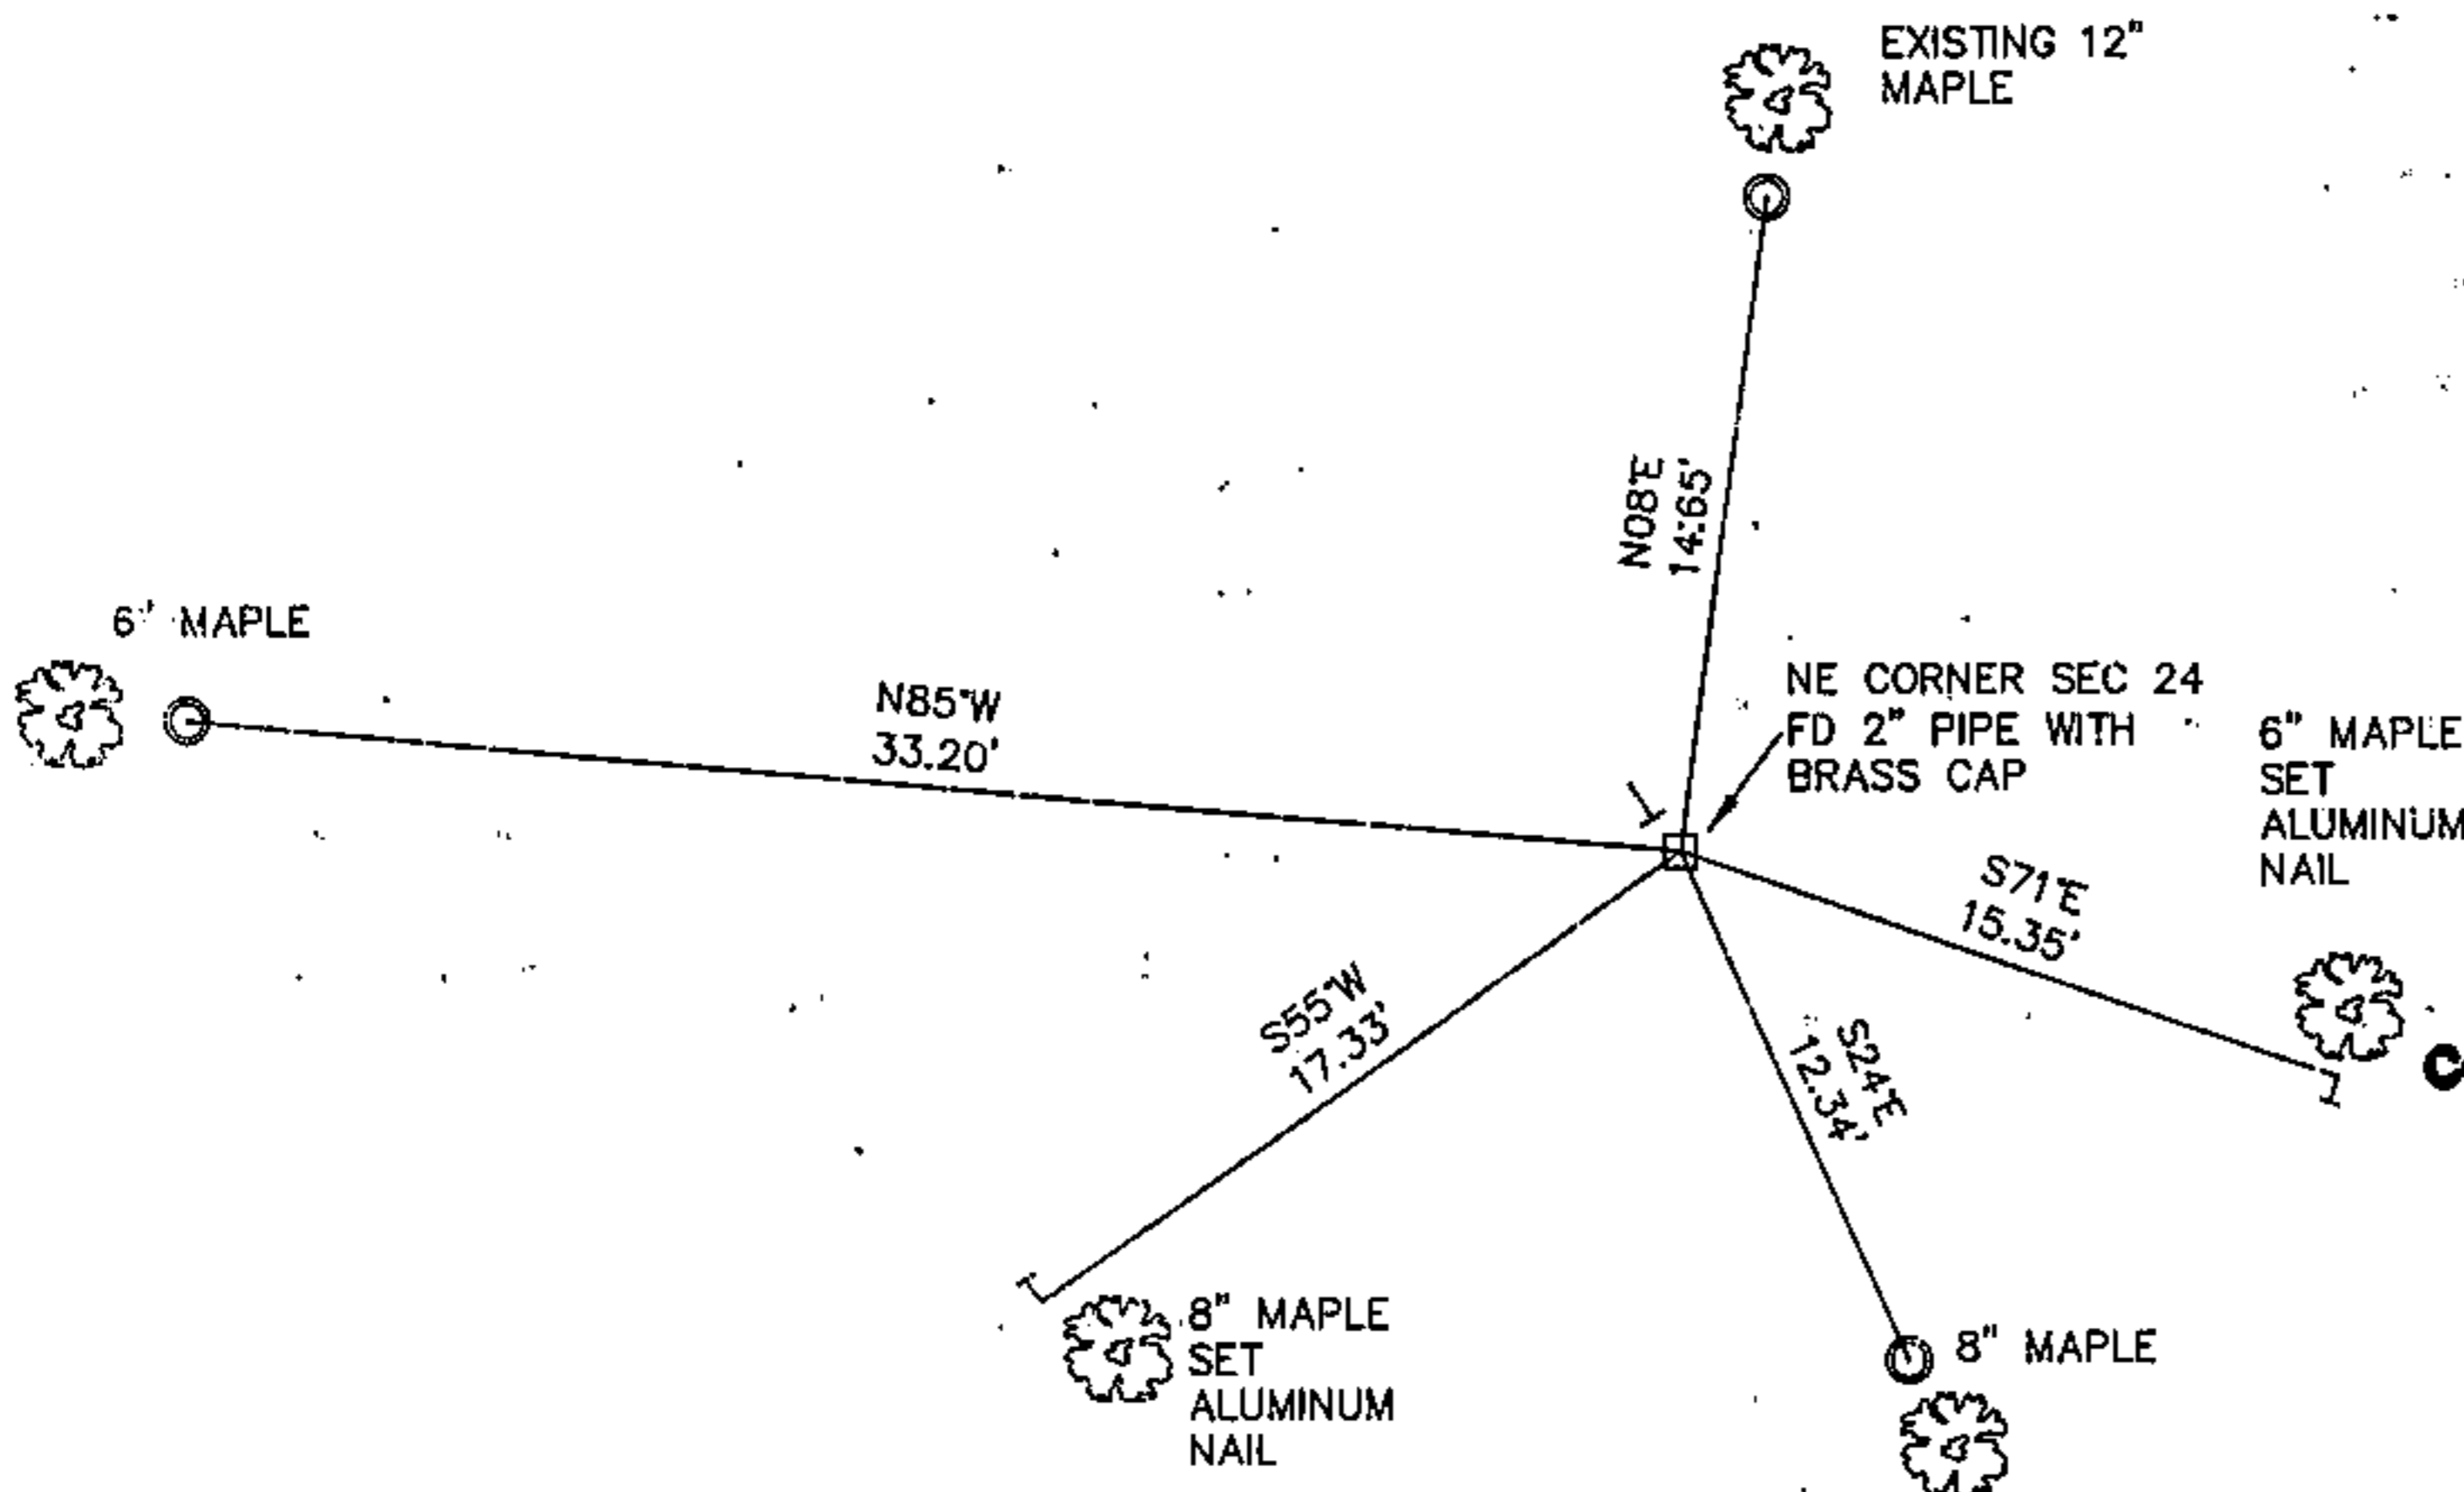 EXISTING 12"
MAPLE
N08°E
14.65'
6" MAPLE
N85°W
33.20'
NE CORNER SEC 24
FD 2" PIPE WITH
BRASS CAP
6" MAPLE
SET
ALUMINUM
NAIL
S71°E
15.35'
S55°W
17.33'
S24°E
12.34'
8" MAPLE
SET
ALUMINUM
NAIL
8" MAPLE